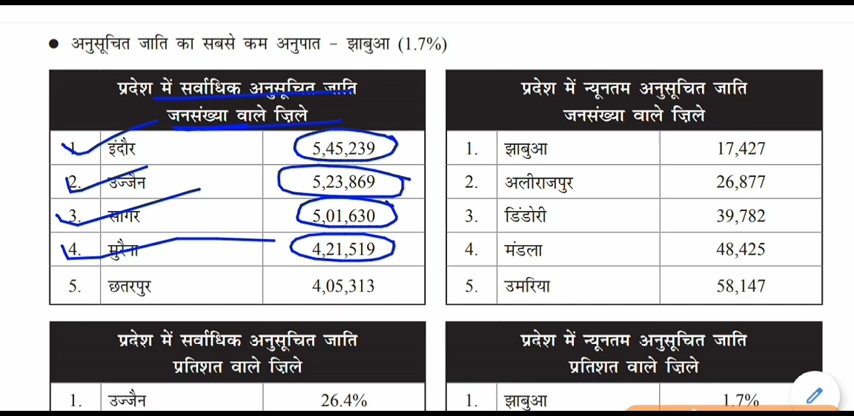 ● अनुसूचित जाति का सबसे कम अनुपात - झाबुआ (1.7%)
प्रदेश में सर्वाधिक अनुसूचित जाति
जनसंख्या वाले ज़िले
1. इंदौर 5,45,239
2. उज्जैन 5,23,869
3. सागर 5,01,630
4. मुरैना 4,21,519
5. छतरपुर 4,05,313
प्रदेश में न्यूनतम अनुसूचित जाति
जनसंख्या वाले ज़िले
1. झाबुआ 17,427
2. अलीराजपुर 26,877
3. डिंडोरी 39,782
4. मंडला 48,425
5. उमरिया 58,147
प्रदेश में सर्वाधिक अनुसूचित जाति
प्रतिशत वाले ज़िले
1. उज्जैन 26.4%
प्रदेश में न्यूनतम अनुसूचित जाति
प्रतिशत वाले ज़िले
1. झाबुआ 1.7%